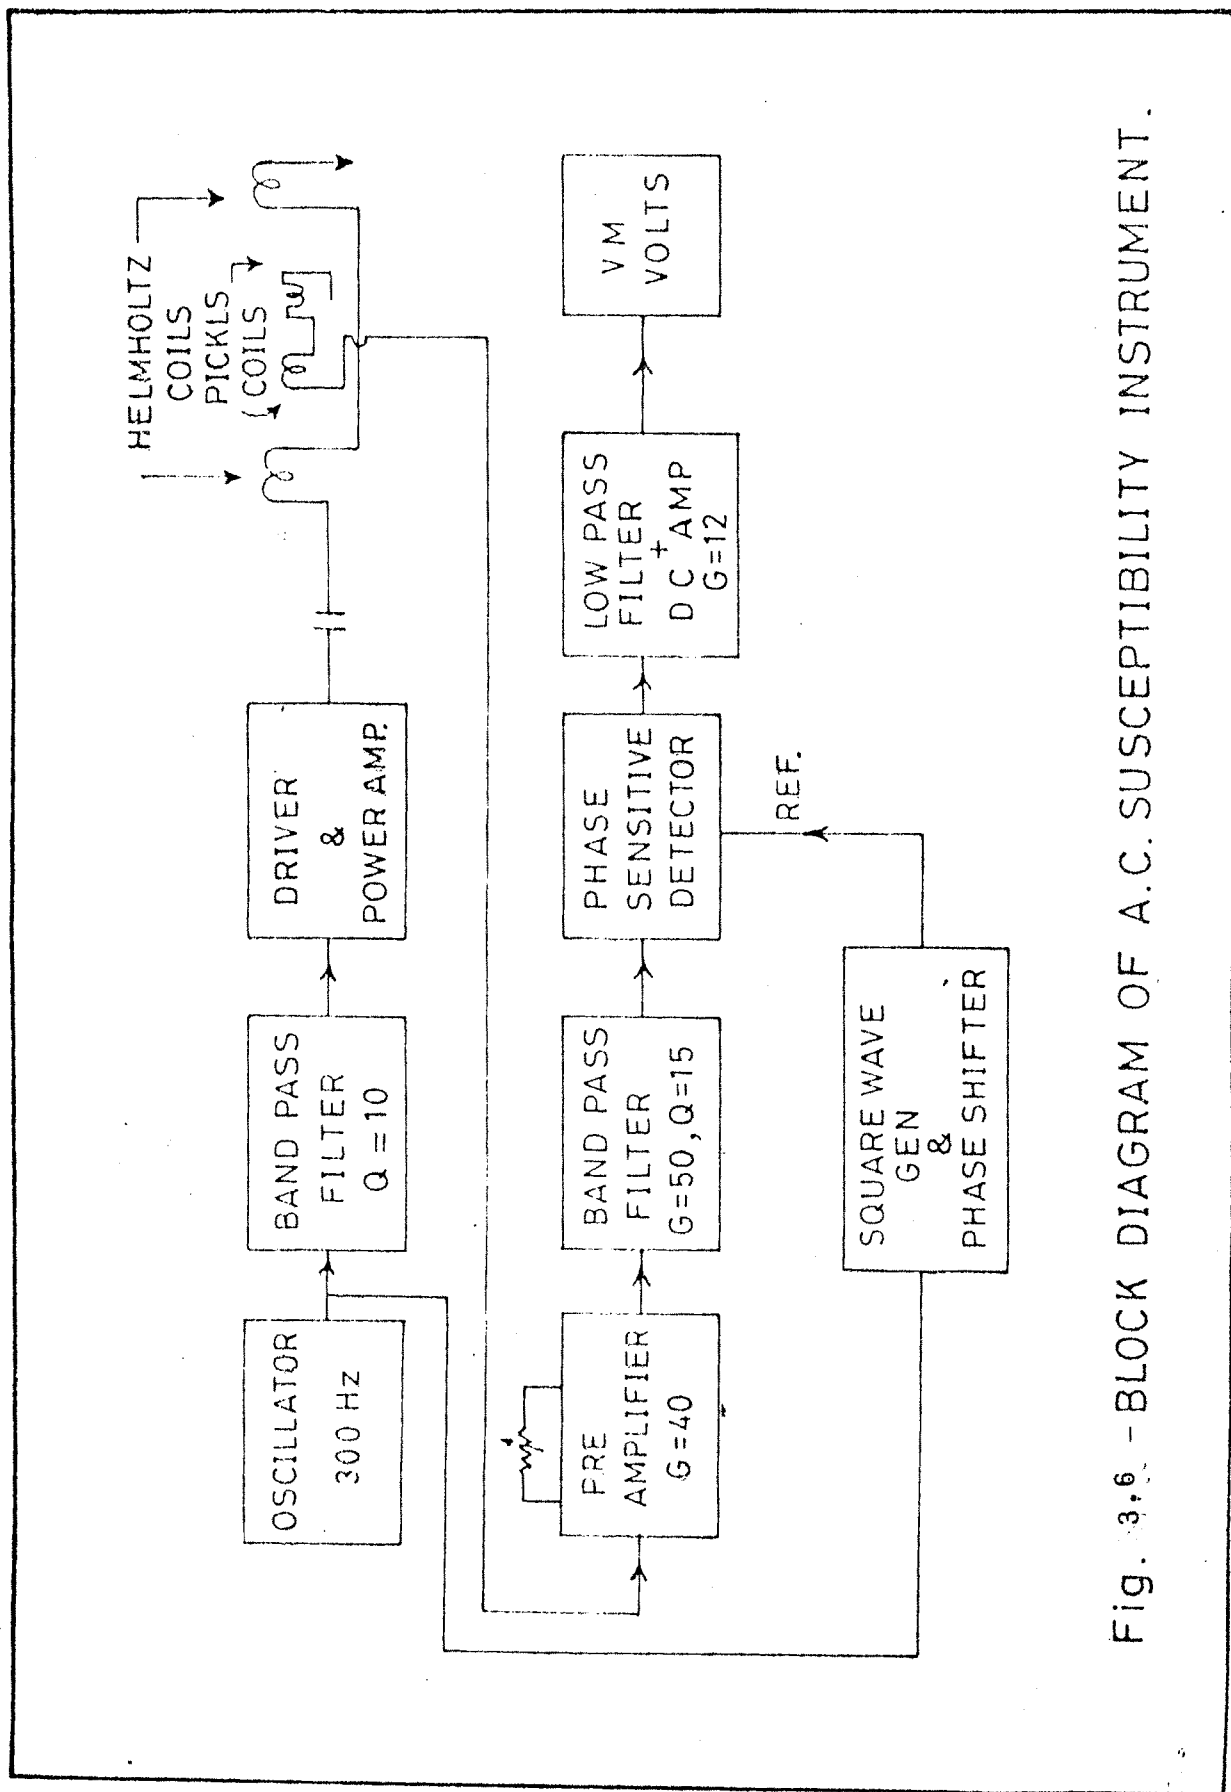 HELMHOLTZ
COILS
PICKLS
COILS
OSCILLATOR
300 Hz
BAND PASS
FILTER
Q = 10
DRIVER
&
POWER AMP.
PRE
AMPLIFIER
G=40
BAND PASS
FILTER
G=50, Q=15
PHASE
SENSITIVE
DETECTOR
LOW PASS
FILTER
+
DC AMP
G=12
VM
VOLTS
REF.
SQUARE WAVE
GEN
&
PHASE SHIFTER
Fig. 3.6 - BLOCK DIAGRAM OF A.C. SUSCEPTIBILITY INSTRUMENT.